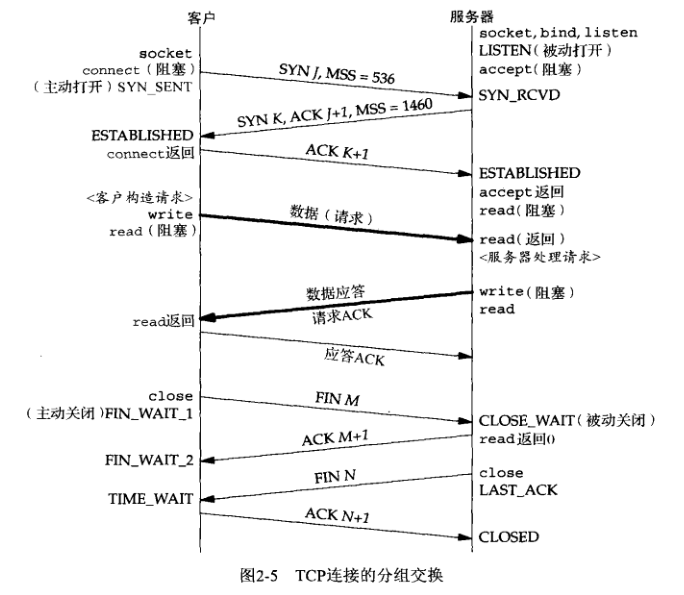 客户
服务器
socket, bind, listen
LISTEN(被动打开)
accept(阻塞)
socket
connect(阻塞)
(主动打开)SYN_SENT
SYN J, MSS = 536
SYN_RCVD
SYN K, ACK J+1, MSS = 1460
ESTABLISHED
connect返回
ACK K+1
ESTABLISHED
accept返回
read(阻塞)
<客户构造请求>
write
read(阻塞)
数据(请求)
read(返回)
<服务器处理请求>
数据应答
请求ACK
write(阻塞)
read
read返回
应答ACK
close
(主动关闭)FIN_WAIT_1
FIN M
CLOSE_WAIT(被动关闭)
read返回0
ACK M+1
FIN_WAIT_2
FIN N
close
LAST_ACK
TIME_WAIT
ACK N+1
CLOSED
图2-5 TCP连接的分组交换